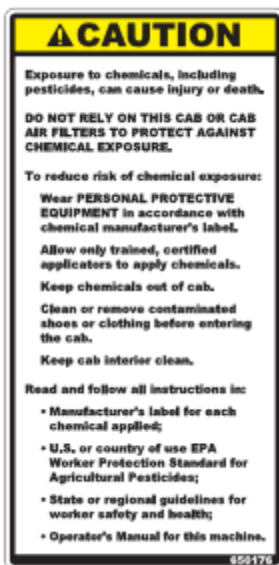 CAUTION
Exposure to chemicals, including
pesticides, can cause injury or death.
DO NOT RELY ON THIS CAB OR CAB
AIR FILTERS TO PROTECT AGAINST
CHEMICAL EXPOSURE.
To reduce risk of chemical exposure:
Wear PERSONAL PROTECTIVE
EQUIPMENT in accordance with
chemical manufacturer's label.
Allow only trained, certified
applicators to apply chemicals.
Keep chemicals out of cab.
Clean or remove contaminated
shoes or clothing before entering
the cab.
Keep cab interior clean.
Read and follow all instructions in:
• Manufacturer's label for each
chemical applied;
• U.S. or country of use EPA
Worker Protection Standard for
Agricultural Pesticides;
• State or regional guidelines for
worker safety and health;
• Operator's Manual for this machine.
650176